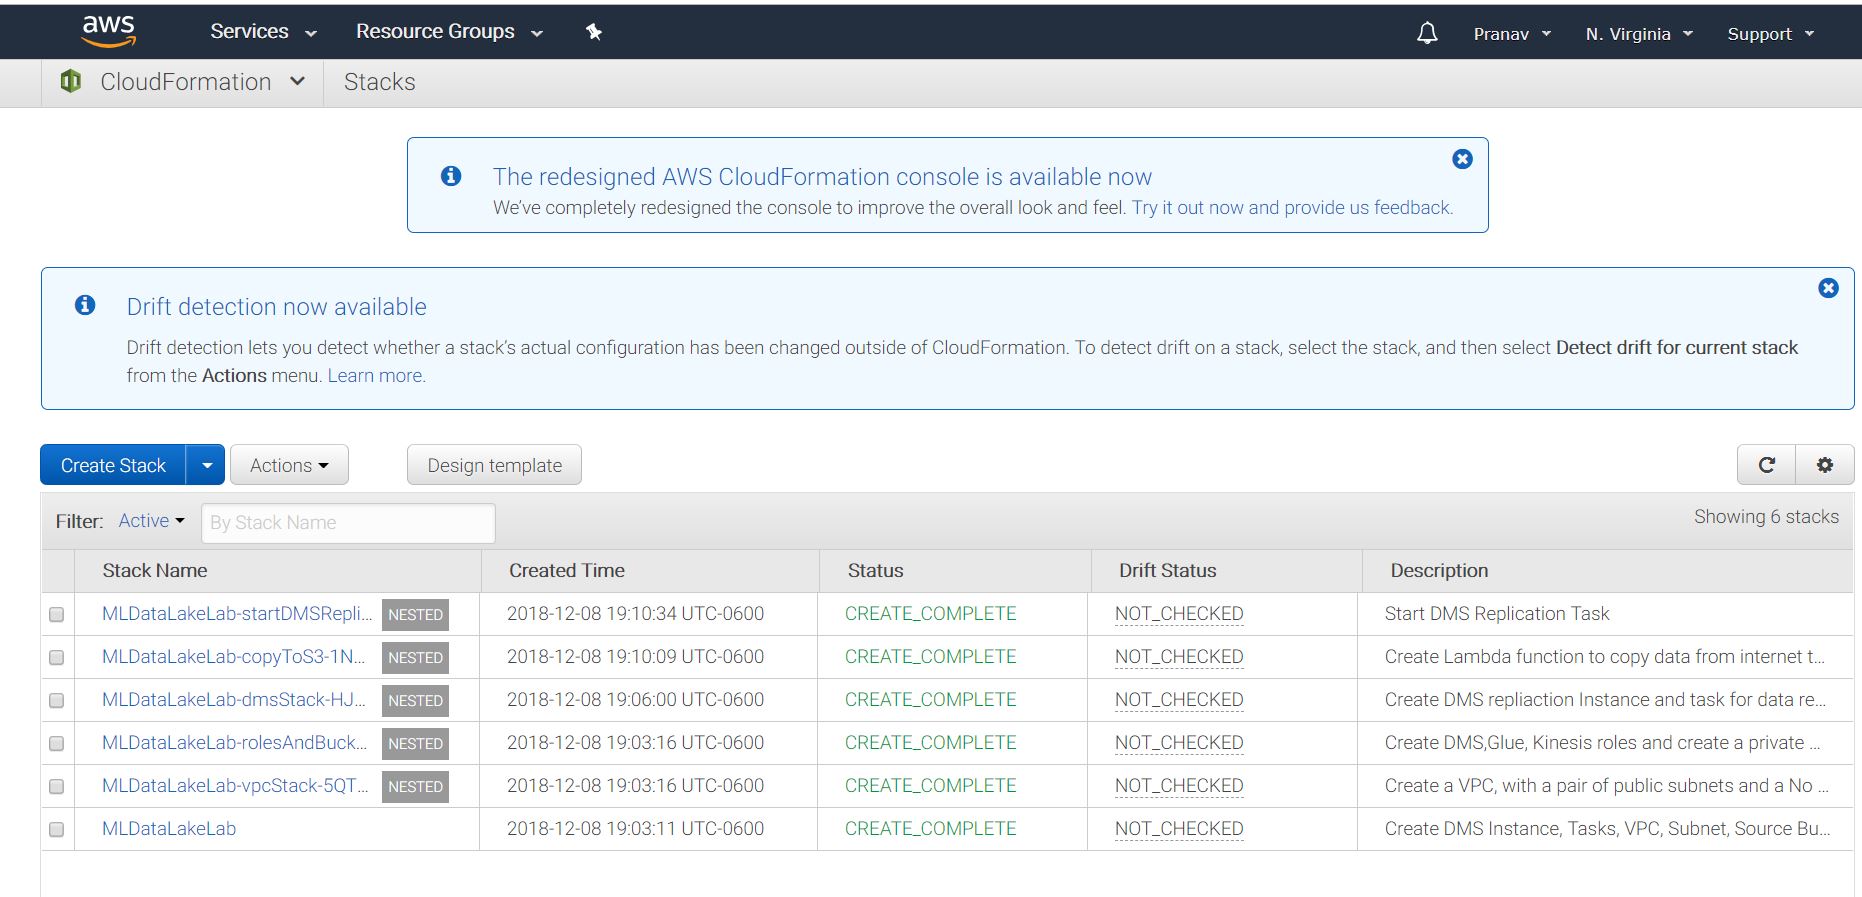 aws Services Resource Groups Pranav N. Virginia Support
CloudFormation Stacks
The redesigned AWS CloudFormation console is available now
We've completely redesigned the console to improve the overall look and feel. Try it out now and provide us feedback.
Drift detection now available
Drift detection lets you detect whether a stack's actual configuration has been changed outside of CloudFormation. To detect drift on a stack, select the stack, and then select Detect drift for current stack
from the Actions menu. Learn more.
Create Stack Actions Design template
Filter: Active By Stack Name Showing 6 stacks
Stack Name Created Time Status Drift Status Description
MLDataLakeLab-startDMSRepli... NESTED 2018-12-08 19:10:34 UTC-0600 CREATE_COMPLETE NOT_CHECKED Start DMS Replication Task
MLDataLakeLab-copyToS3-1N... NESTED 2018-12-08 19:10:09 UTC-0600 CREATE_COMPLETE NOT_CHECKED Create Lambda function to copy data from internet t...
MLDataLakeLab-dmsStack-HJ... NESTED 2018-12-08 19:06:00 UTC-0600 CREATE_COMPLETE NOT_CHECKED Create DMS repliaction Instance and task for data re...
MLDataLakeLab-rolesAndBuck... NESTED 2018-12-08 19:03:16 UTC-0600 CREATE_COMPLETE NOT_CHECKED Create DMS,Glue, Kinesis roles and create a private ...
MLDataLakeLab-vpcStack-5QT... NESTED 2018-12-08 19:03:16 UTC-0600 CREATE_COMPLETE NOT_CHECKED Create a VPC, with a pair of public subnets and a No ...
MLDataLakeLab 2018-12-08 19:03:11 UTC-0600 CREATE_COMPLETE NOT_CHECKED Create DMS Instance, Tasks, VPC, Subnet, Source Bu...